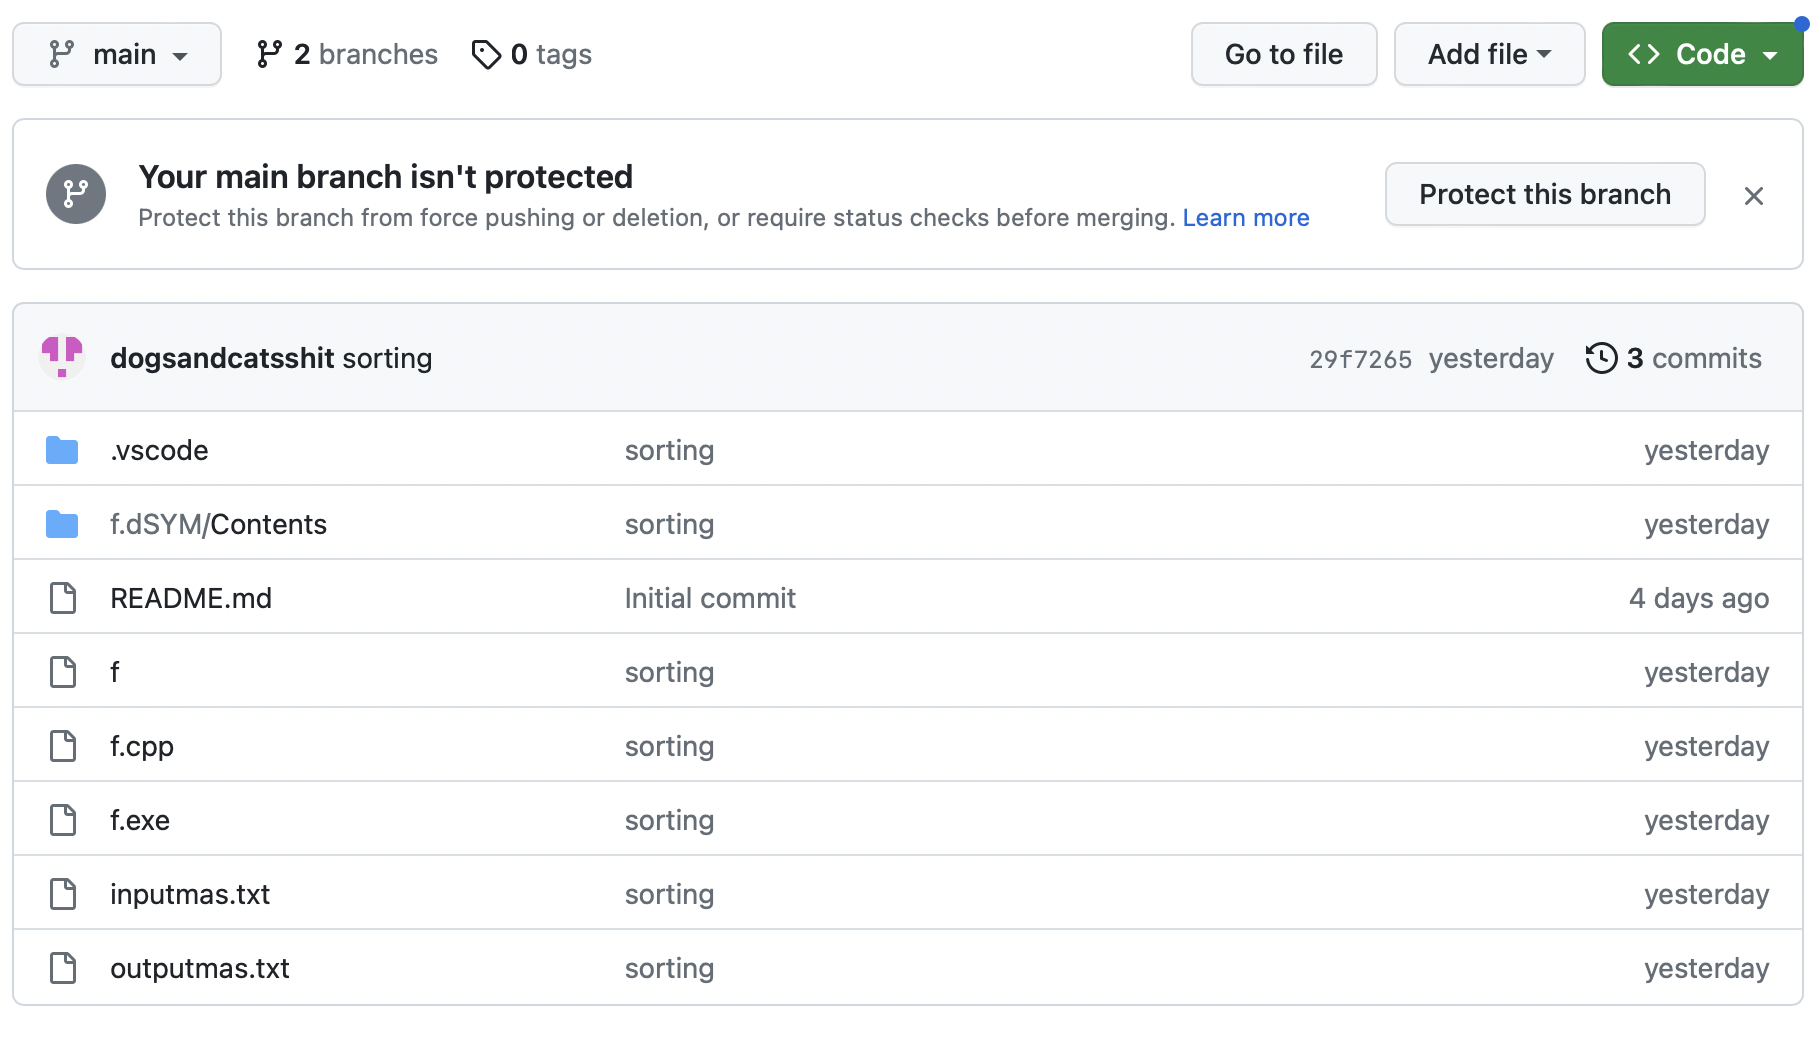 main 2 branches 0 tags Go to file Add file Code
Your main branch isn't protected
Protect this branch from force pushing or deletion, or require status checks before merging. Learn more
Protect this branch
dogsandcatsshit sorting 29f7265 yesterday 3 commits
.vscode sorting yesterday
f.dSYM/Contents sorting yesterday
README.md Initial commit 4 days ago
f sorting yesterday
f.cpp sorting yesterday
f.exe sorting yesterday
inputmas.txt sorting yesterday
outputmas.txt sorting yesterday